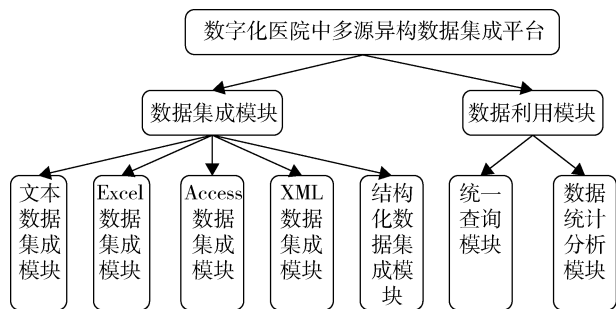 数字化医院中多源异构数据集成平台
数据集成模块
数据利用模块
文本
数据
集成
模块
Excel
数据
集成
模块
Access
数据
集成
模块
XML
数据
集成
模块
结构
化数
据集
成模
块
统一
查询
模块
数据
统计
分析
模块